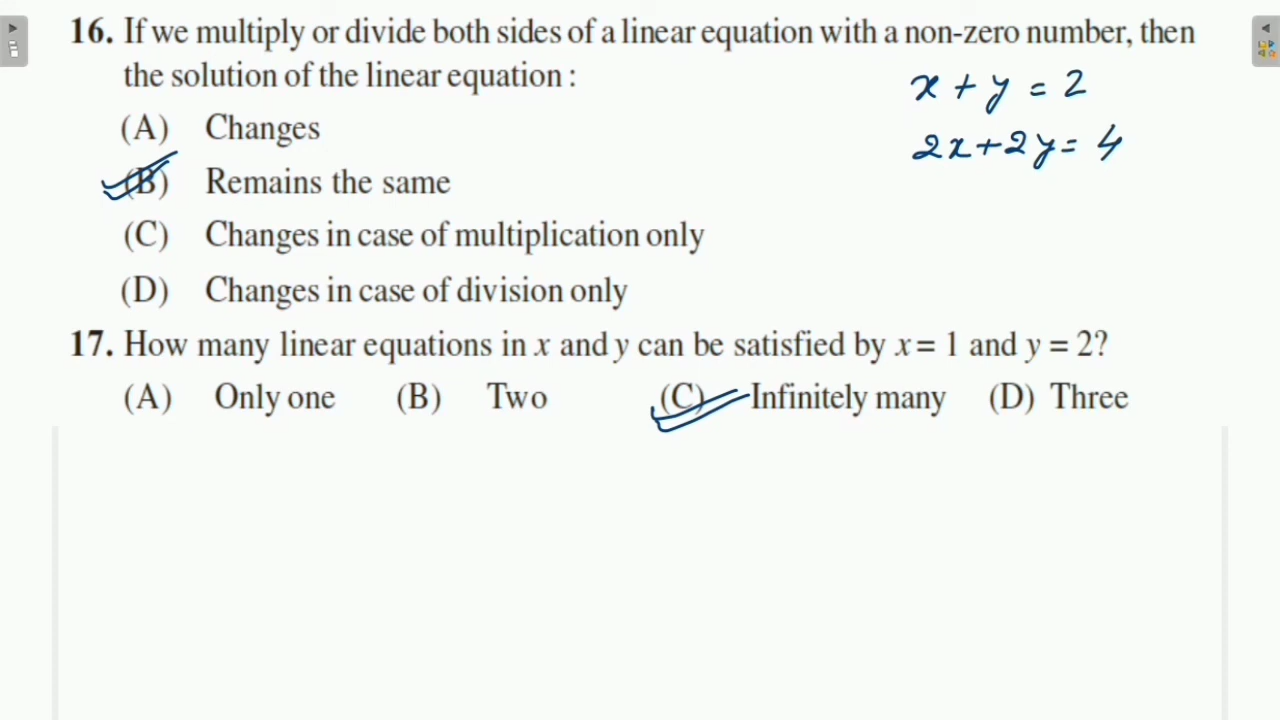 16. If we multiply or divide both sides of a linear equation with a non-zero number, then
the solution of the linear equation :
x + y = 2
(A) Changes
2x+2y= 4
(B) Remains the same
(C) Changes in case of multiplication only
(D) Changes in case of division only
17. How many linear equations in x and y can be satisfied by x = 1 and y = 2?
(A) Only one (B) Two (C) Infinitely many (D) Three